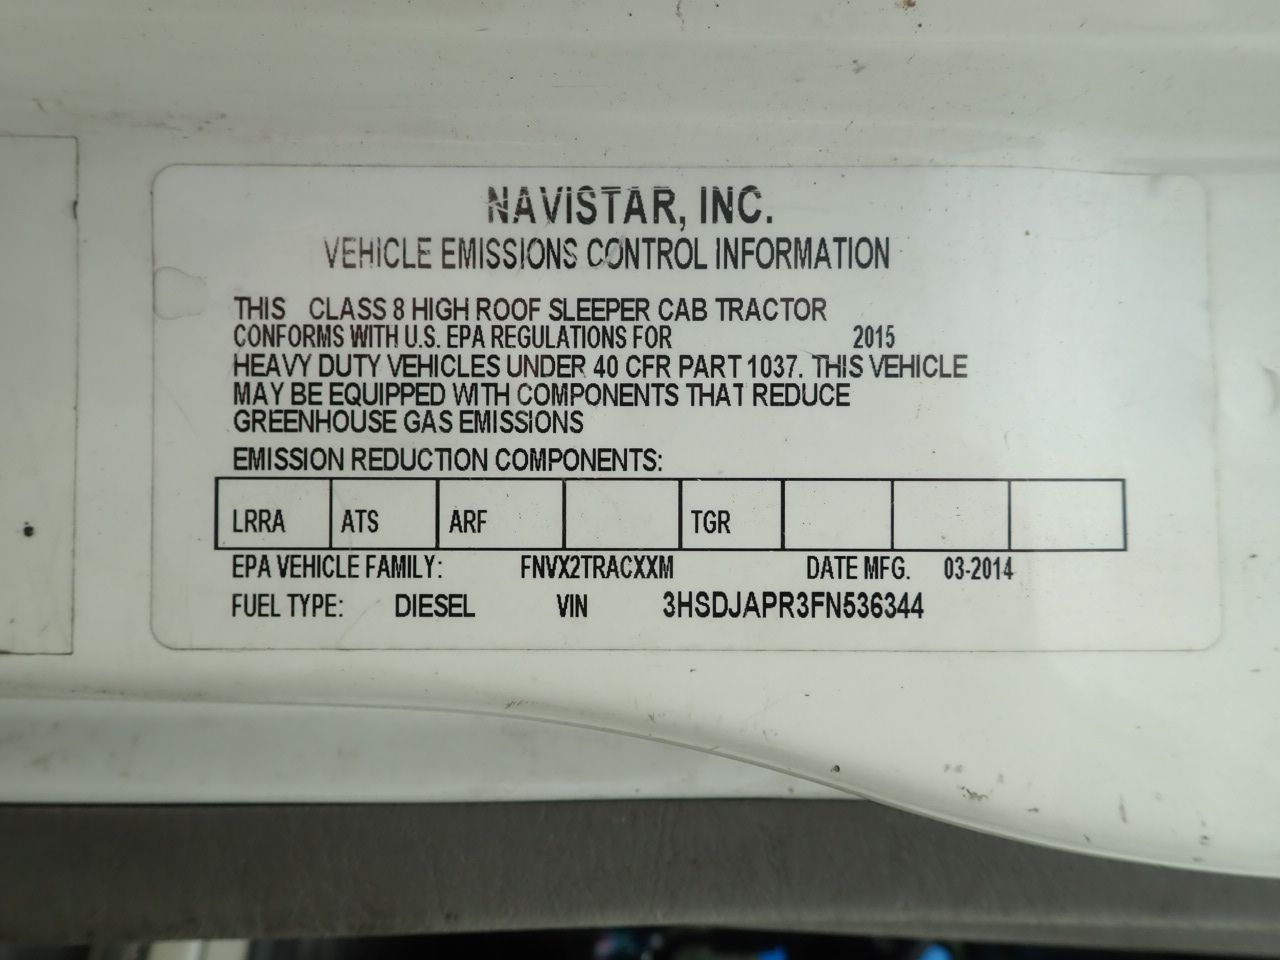 NAVISTAR, INC.
VEHICLE EMISSIONS CONTROL INFORMATION
THIS CLASS 8 HIGH ROOF SLEEPER CAB TRACTOR
CONFORMS WITH U.S. EPA REGULATIONS FOR 2015
HEAVY DUTY VEHICLES UNDER 40 CFR PART 1037. THIS VEHICLE
MAY BE EQUIPPED WITH COMPONENTS THAT REDUCE
GREENHOUSE GAS EMISSIONS
EMISSION REDUCTION COMPONENTS:
LRRA ATS ARF TGR
EPA VEHICLE FAMILY: FNVX2TRACXXM DATE MFG. 03-2014
FUEL TYPE: DIESEL VIN 3HSDJAPR3FN536344